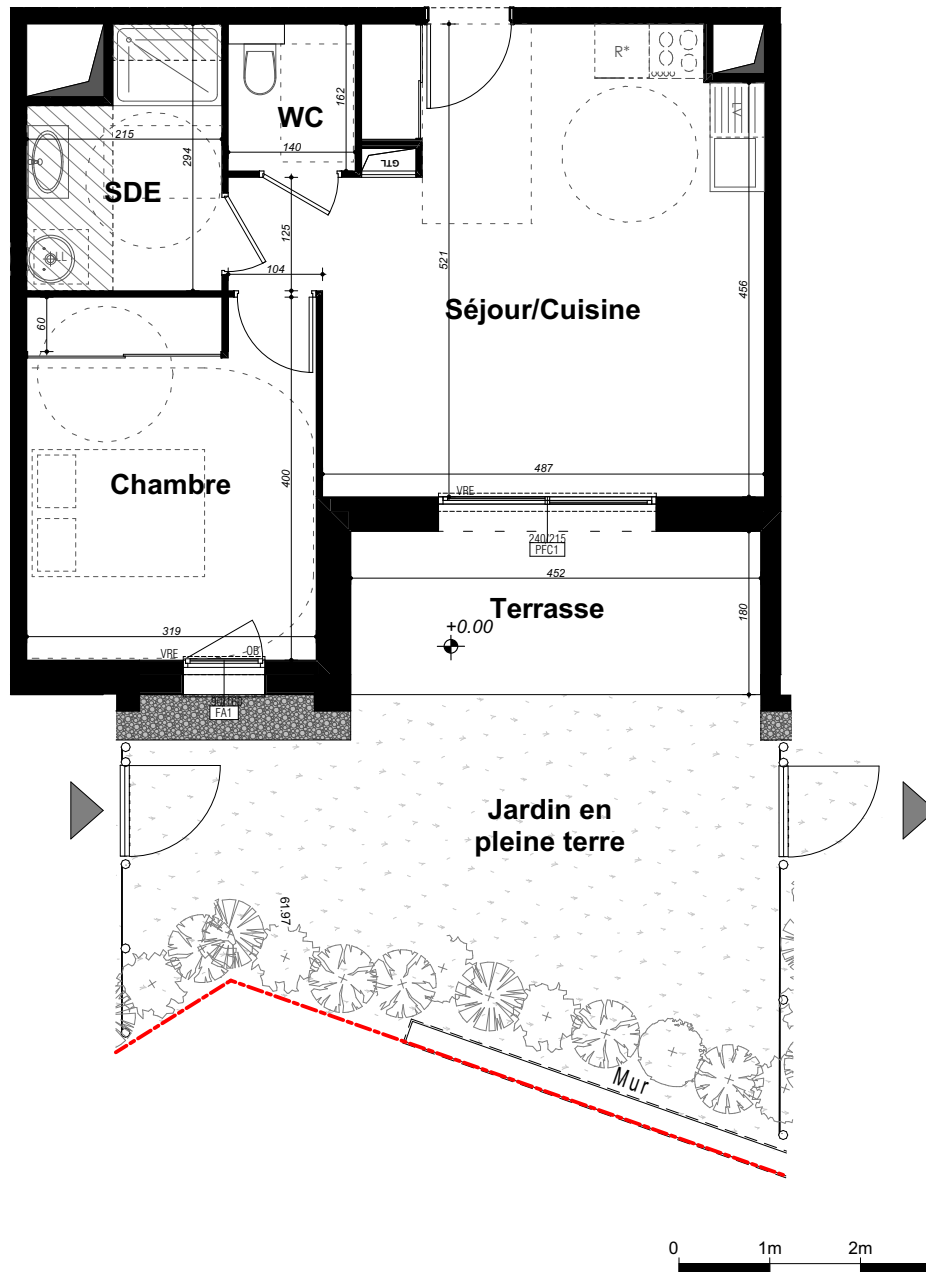 R*
WC
162
LV
215
140
GTL
294
SDE
125
104
521
456
LL
60
Séjour/Cuisine
487
Chambre
400
VRE
240/215
PFC1
452
Terrasse
180
+0.00
319
VRE
OB
FA1
Jardin en
pleine terre
61.97
Mur
0 1m 2m